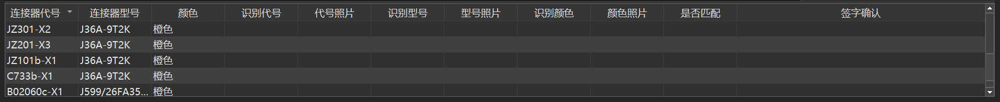 连接器代号 连接器型号 颜色 识别代号 代号照片 识别型号 型号照片 识别颜色 颜色照片 是否匹配 签字确认
JZ301-X2 J36A-9T2K 橙色
JZ201-X3 J36A-9T2K 橙色
JZ101b-X1 J36A-9T2K 橙色
C733b-X1 J36A-9T2K 橙色
B02060c-X1 J599/26FA35... 橙色